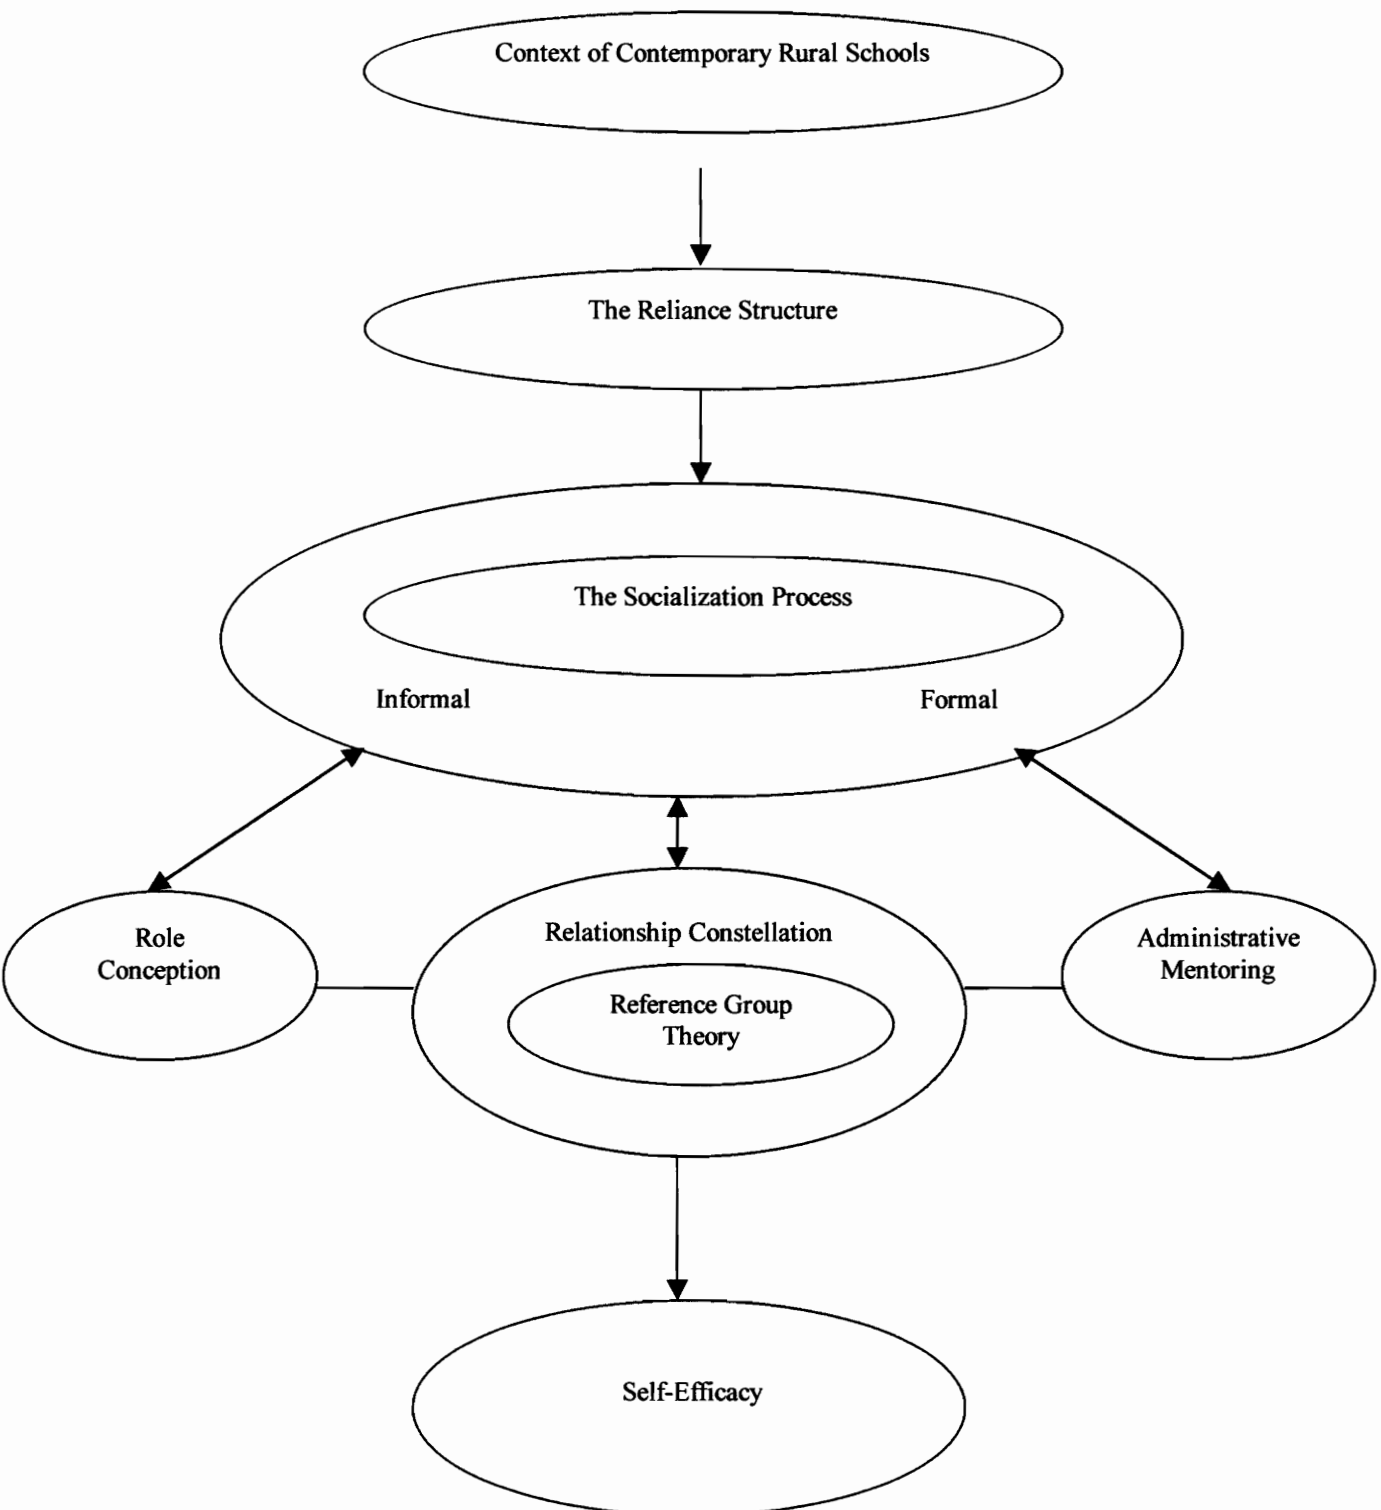 Context of Contemporary Rural Schools
The Reliance Structure
The Socialization Process
Informal
Formal
Role
Conception
Relationship Constellation
Reference Group
Theory
Administrative
Mentoring
Self-Efficacy